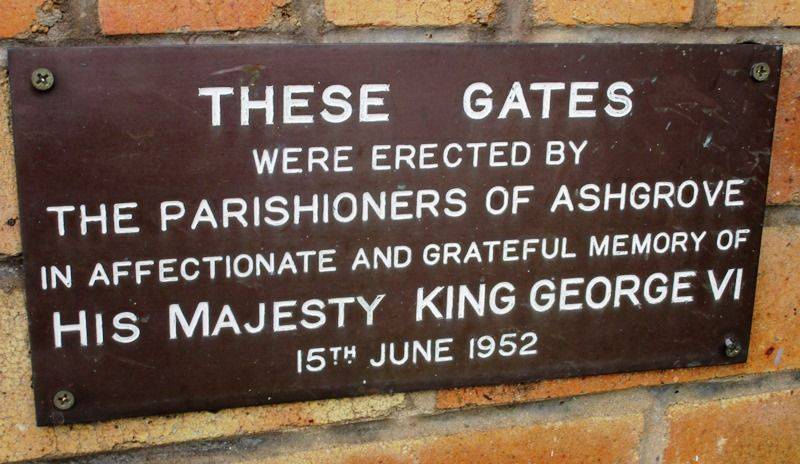 THESE GATES
WERE ERECTED BY
THE PARISHIONERS OF ASHGROVE
IN AFFECTIONATE AND GRATEFUL MEMORY OF
HIS MAJESTY KING GEORGE VI
15TH JUNE 1952